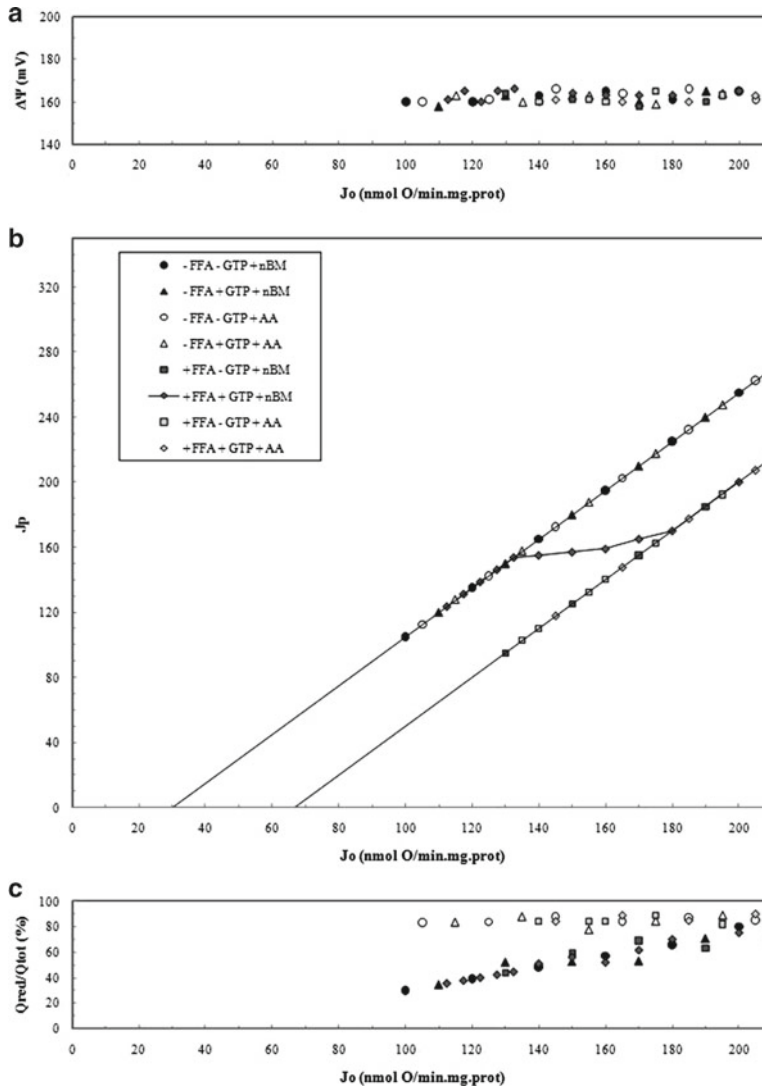 a
200
180
160
140
ΔΨ (mV)
0 20 40 60 80 100 120 140 160 180 200
Jo (nmol O/min.mg.prot)
b
320
280
240
200
160
120
80
40
0
Jp
-FFA-GTP+nBM
-FFA+GTP+nBM
-FFA-GTP+AA
-FFA+GTP+AA
+FFA-GTP+nBM
+FFA+GTP+nBM
+FFA-GTP+AA
+FFA+GTP+AA
0 20 40 60 80 100 120 140 160 180 200
Jo (nmol O/min.mg.prot)
c
100
80
60
40
20
0
Qred/Qtot (%)
0 20 40 60 80 100 120 140 160 180 200
Jo (nmol O/min.mg.prot)